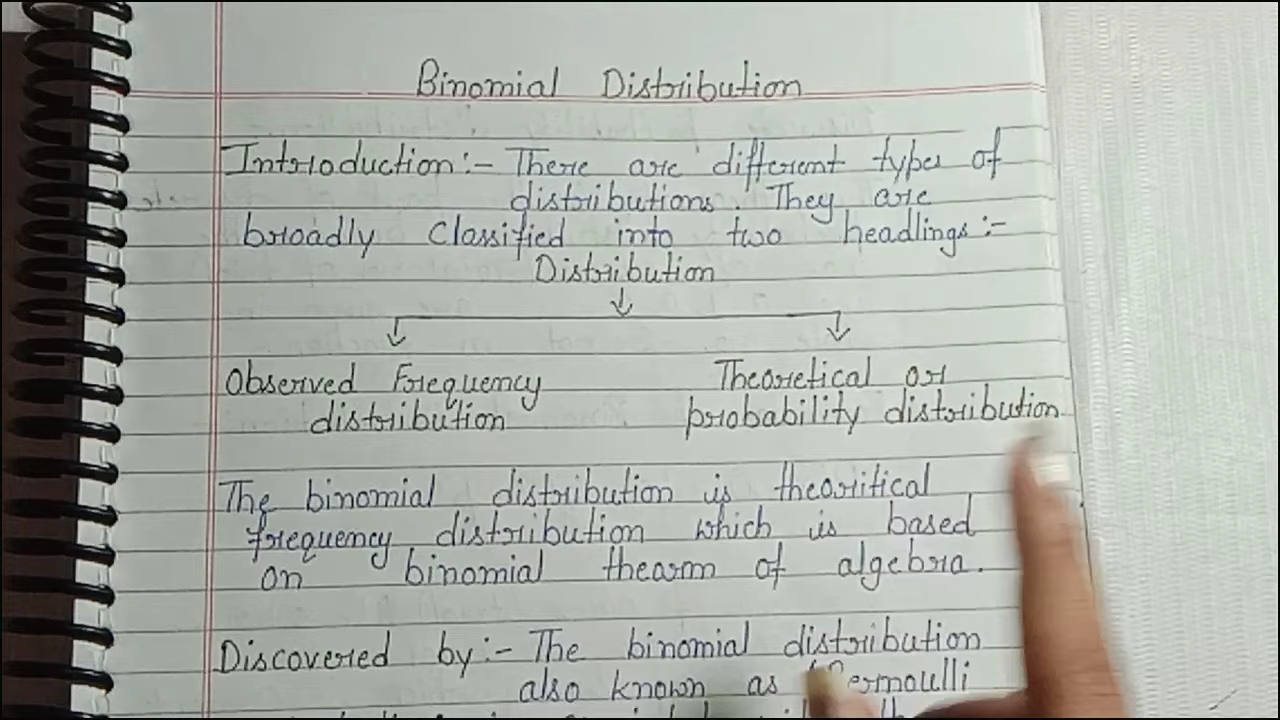 Binomial Distribution
Introduction:- There are different types of
distributions. They are
broadly classified into two headlings:-
Distribution
Observed Frequency
distribution
Theoretical or
probability distribution
The binomial distribution is theoritical
frequency distribution which is based
on binomial thearm of algebra.
Discovered by:- The binomial distribution
also known as